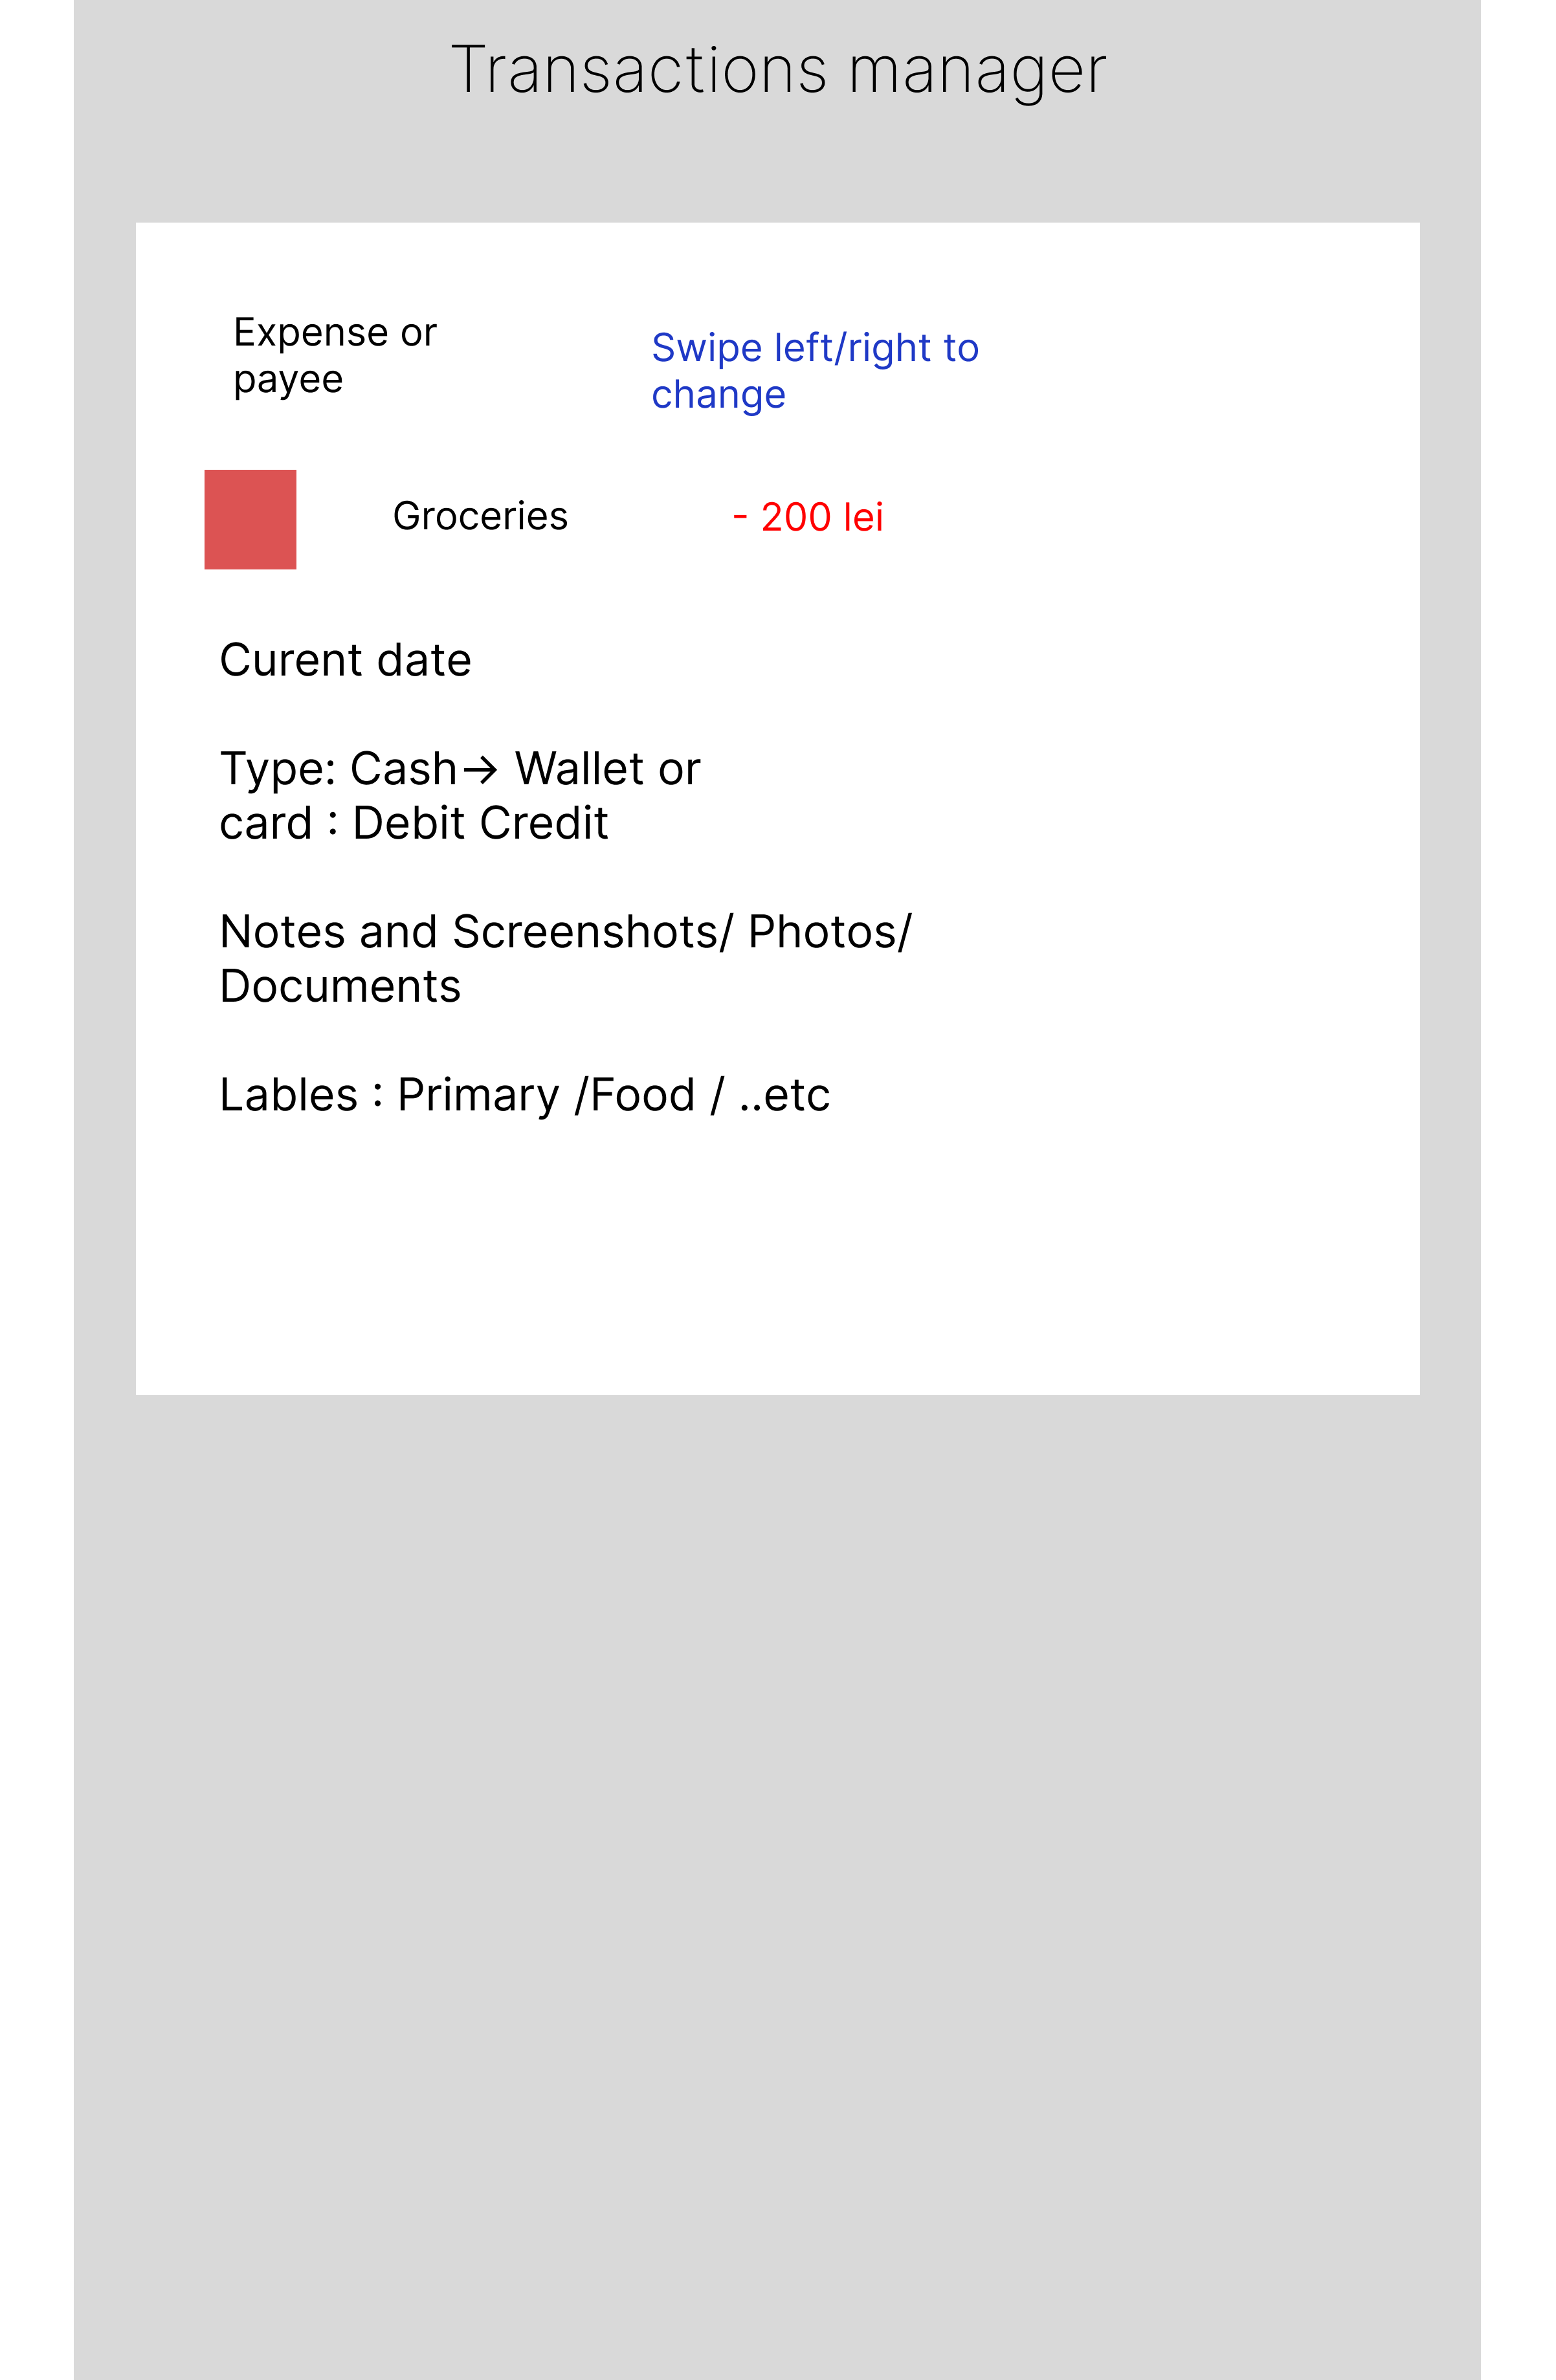 Transactions manager
Expense or
payee
Swipe left/right to
change
Groceries
- 200 lei
Curent date
Type: Cash→ Wallet or
card : Debit Credit
Notes and Screenshots/ Photos/
Documents
Lables : Primary /Food / ..etc